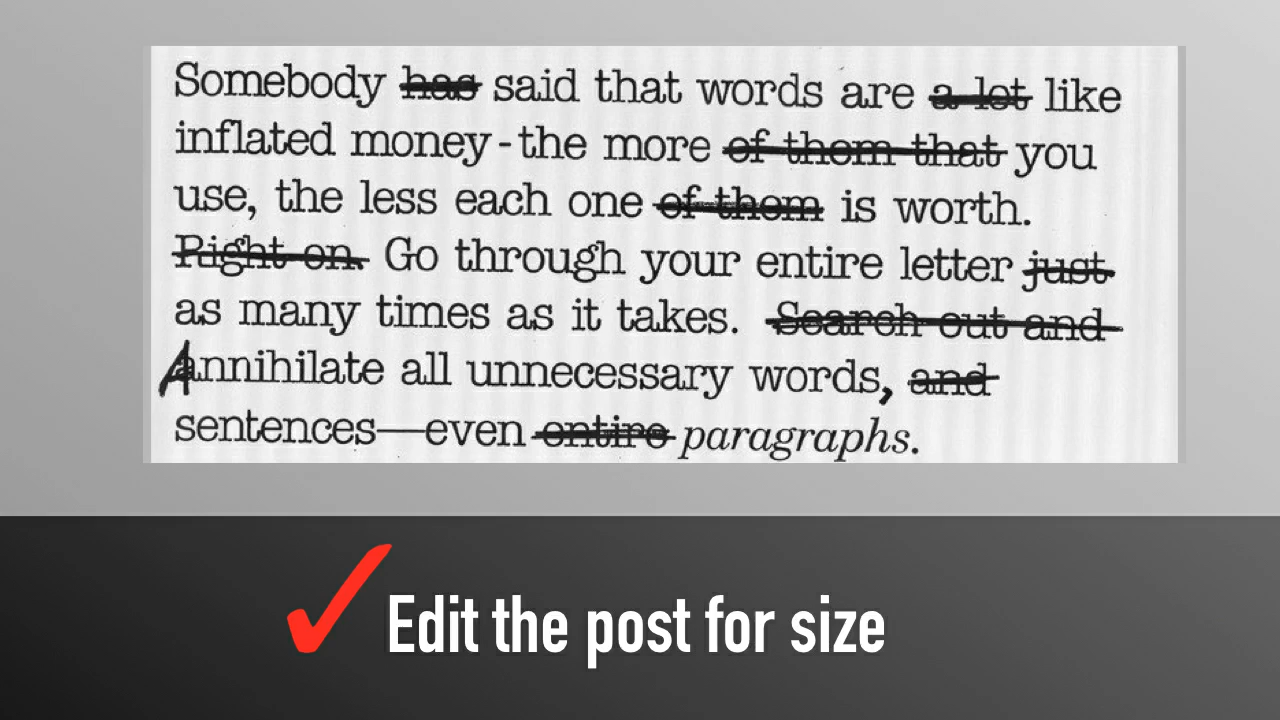 Somebody has said that words are a lot like
inflated money-the more of them that you
use, the less each one of them is worth.
Right on. Go through your entire letter just
as many times as it takes. Search out and
Annihilate all unnecessary words, and
sentences—even entire paragraphs.
Edit the post for size